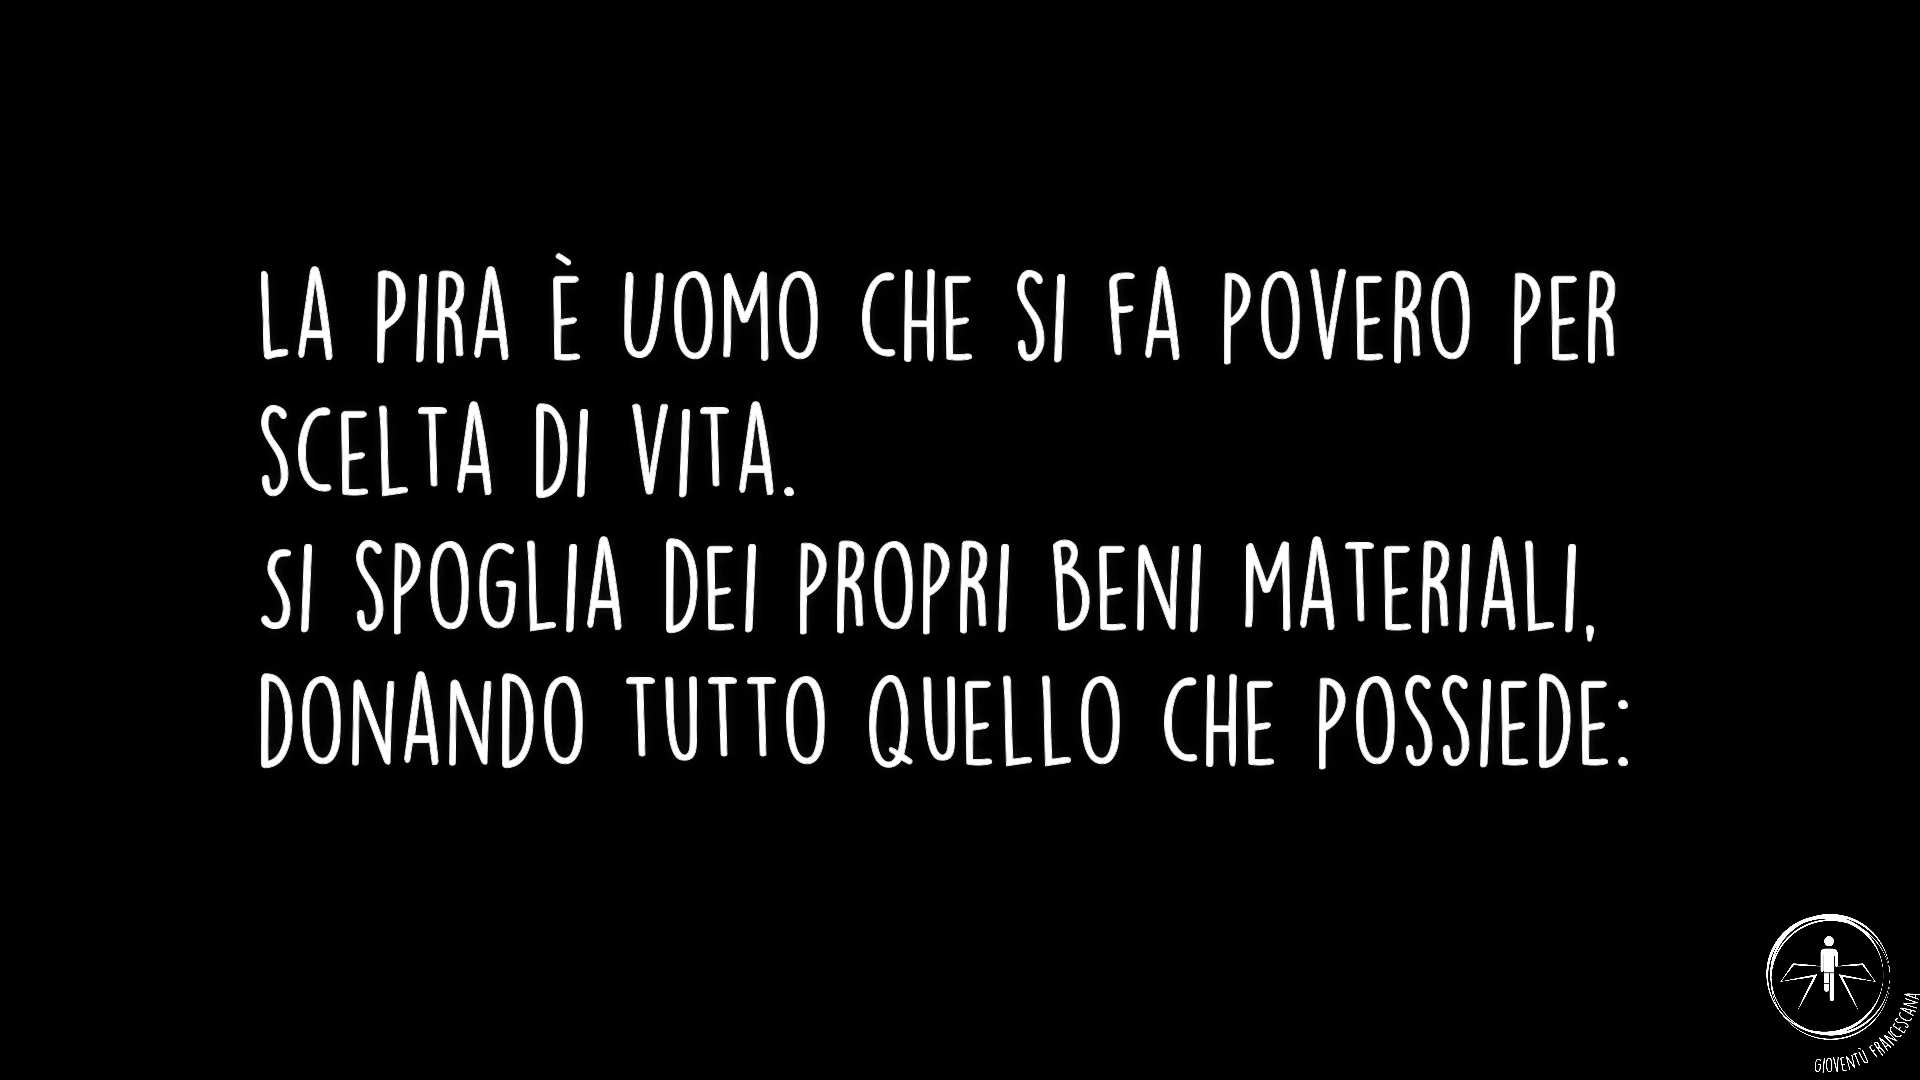 LA PIRA È UOMO CHE SI FA POVERO PER
SCELTA DI VITA.
SI SPOGLIA DEI PROPRI BENI MATERIALI,
DONANDO TUTTO QUELLO CHE POSSIEDE:
GIOVENTÙ FRANCESCANA